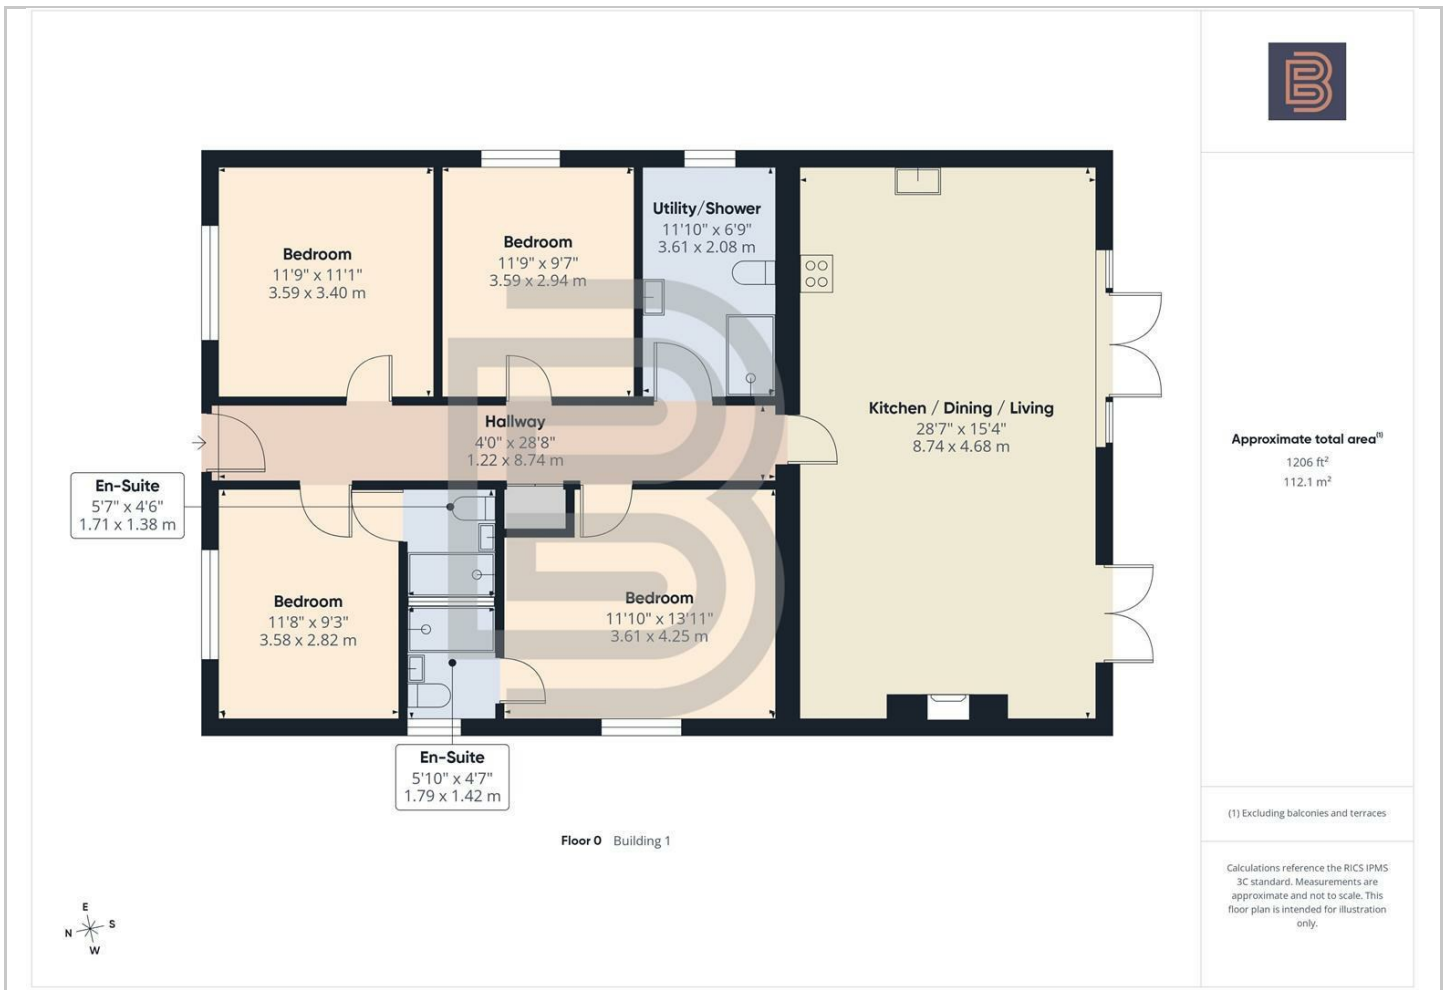 Bedroom
11'9" x 11'1"
3.59 x 3.40 m
Bedroom
11'9" x 9'7"
3.59 x 2.94 m
Utility/Shower
11'10" x 6'9"
3.61 x 2.08 m
Kitchen / Dining / Living
28'7" x 15'4"
8.74 x 4.68 m
Hallway
4'0" x 28'8"
1.22 x 8.74 m
En-Suite
5'7" x 4'6"
1.71 x 1.38 m
Bedroom
11'8" x 9'3"
3.58 x 2.82 m
Bedroom
11'10" x 13'11"
3.61 x 4.25 m
En-Suite
5'10" x 4'7"
1.79 x 1.42 m
Floor 0 Building 1
E
N S
W
B
Approximate total area(1)
1206 ft²
112.1 m²
(1) Excluding balconies and terraces
Calculations reference the RICS IPMS
3C standard. Measurements are
approximate and not to scale. This
floor plan is intended for illustration
only.